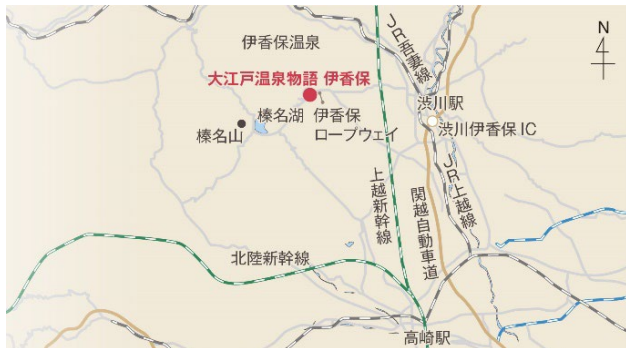 N
伊香保温泉
JR吾妻線
大江戸温泉物語 伊香保
渋川駅
榛名湖
伊香保
ロープウェイ
渋川伊香保IC
榛名山
上越新幹線
関越自動車道
JR上越線
北陸新幹線
高崎駅